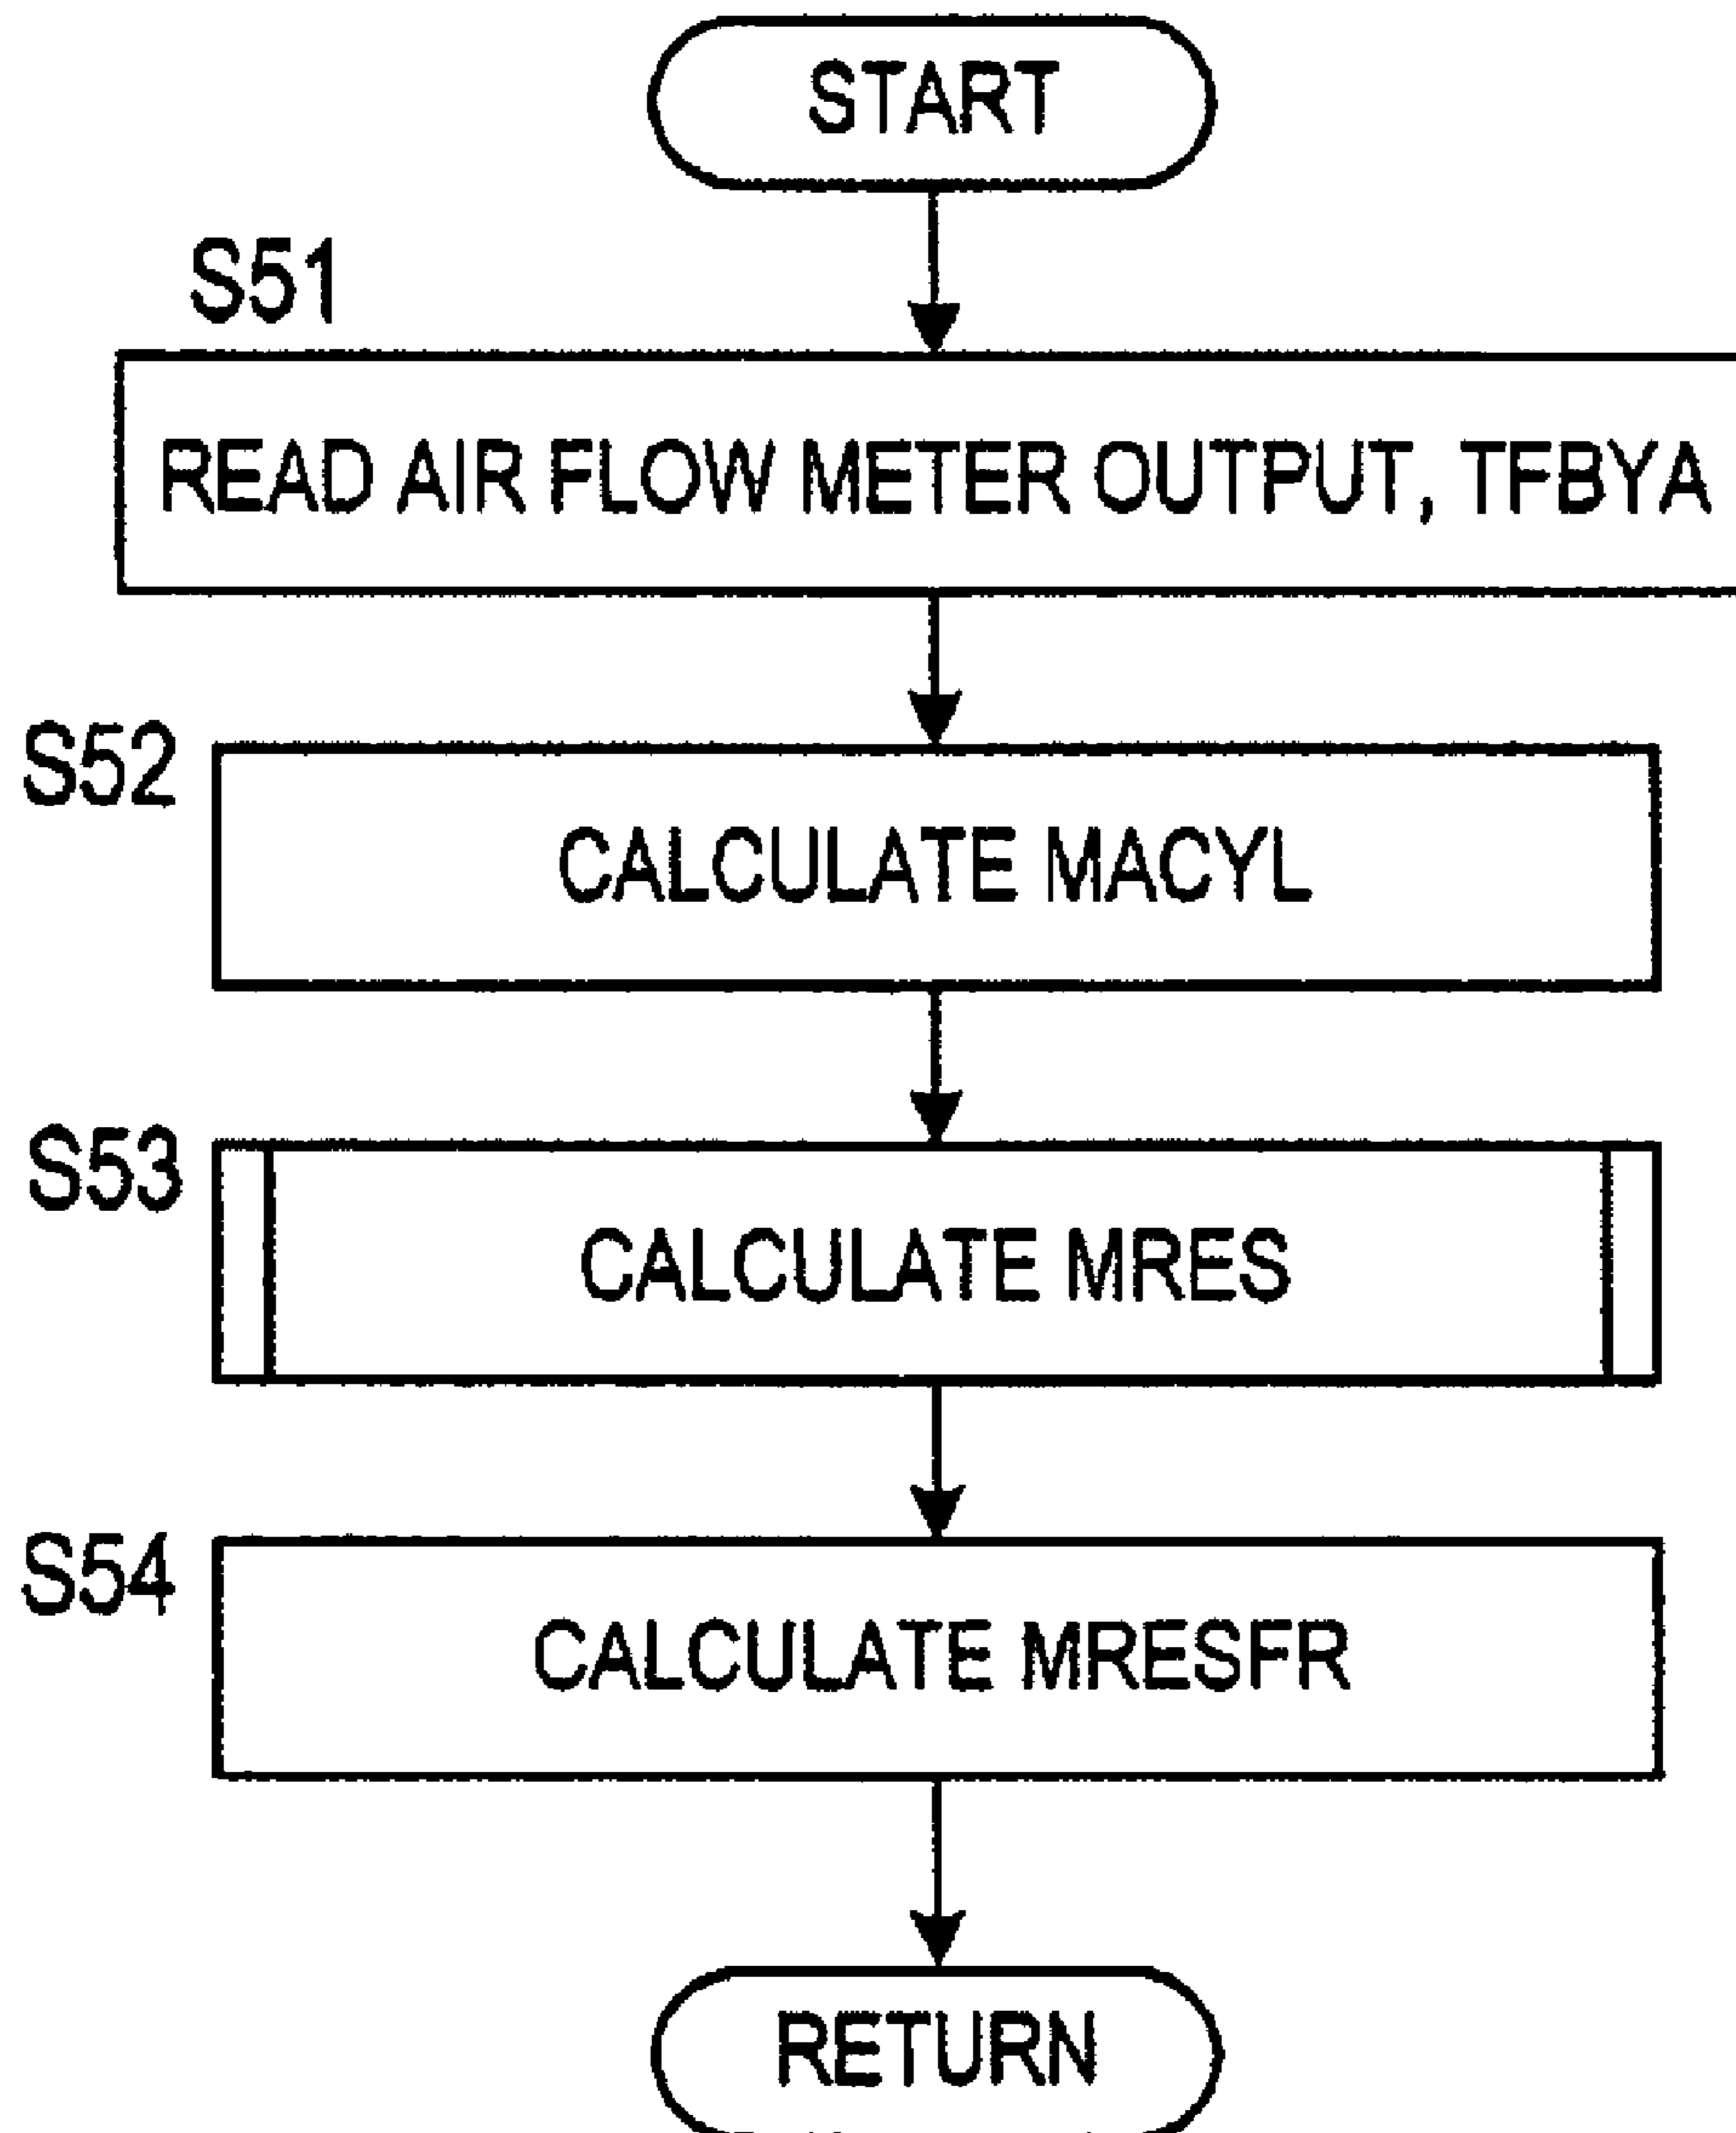 START
S51
READ AIR FLOW METER OUTPUT, TFBYA
S52
CALCULATE MACYL
S53
CALCULATE MRES
S54
CALCULATE MRESFR
RETURN